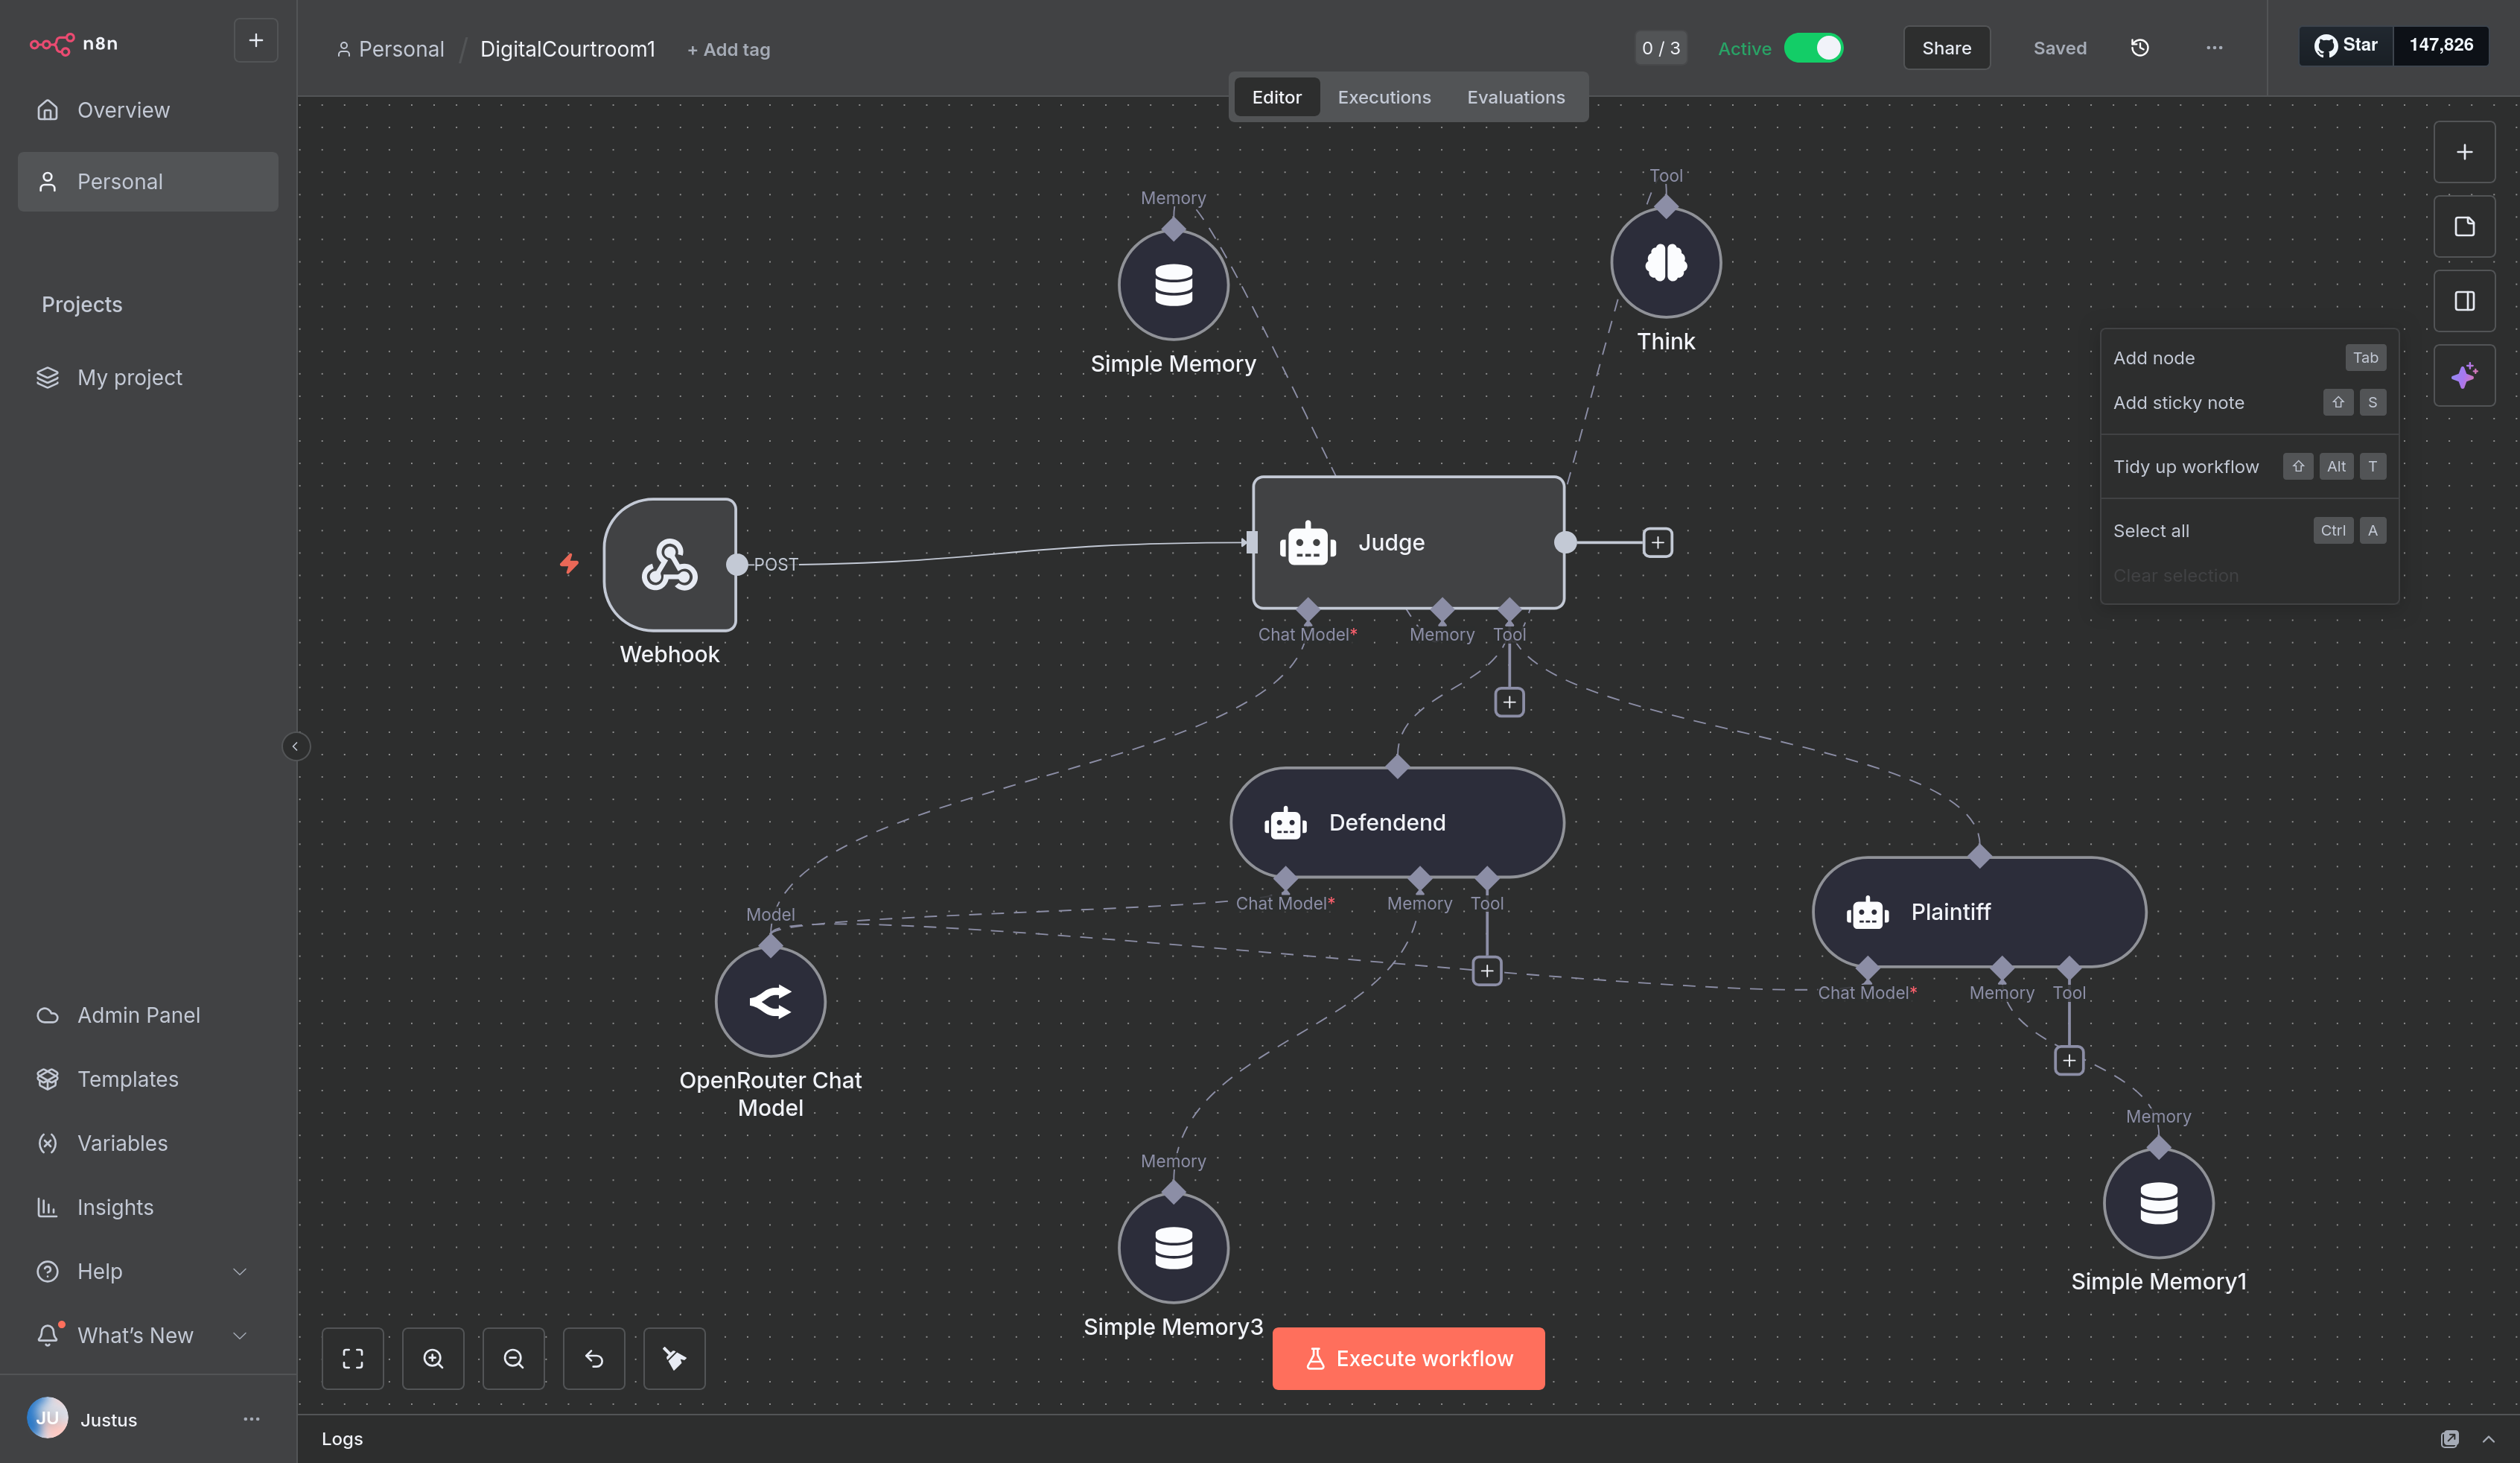 n8n
Overview
Personal
Projects
My project
Admin Panel
Templates
Variables
Insights
Help
What's New
JU
Justus
Personal / DigitalCourtroom1 + Add tag
0 / 3
Active
Share
Saved
Star 147,826
Editor
Executions
Evaluations
Memory
Simple Memory
Tool
Think
Add node Tab
Add sticky note ⇧ S
Tidy up workflow ⇧ Alt T
Select all Ctrl A
Clear selection
POST
Webhook
Judge
Chat Model*
Memory
Tool
Defendend
Chat Model*
Memory
Tool
Plaintiff
Chat Model*
Memory
Tool
Model
OpenRouter Chat
Model
Memory
Simple Memory3
Memory
Simple Memory1
Execute workflow
Logs